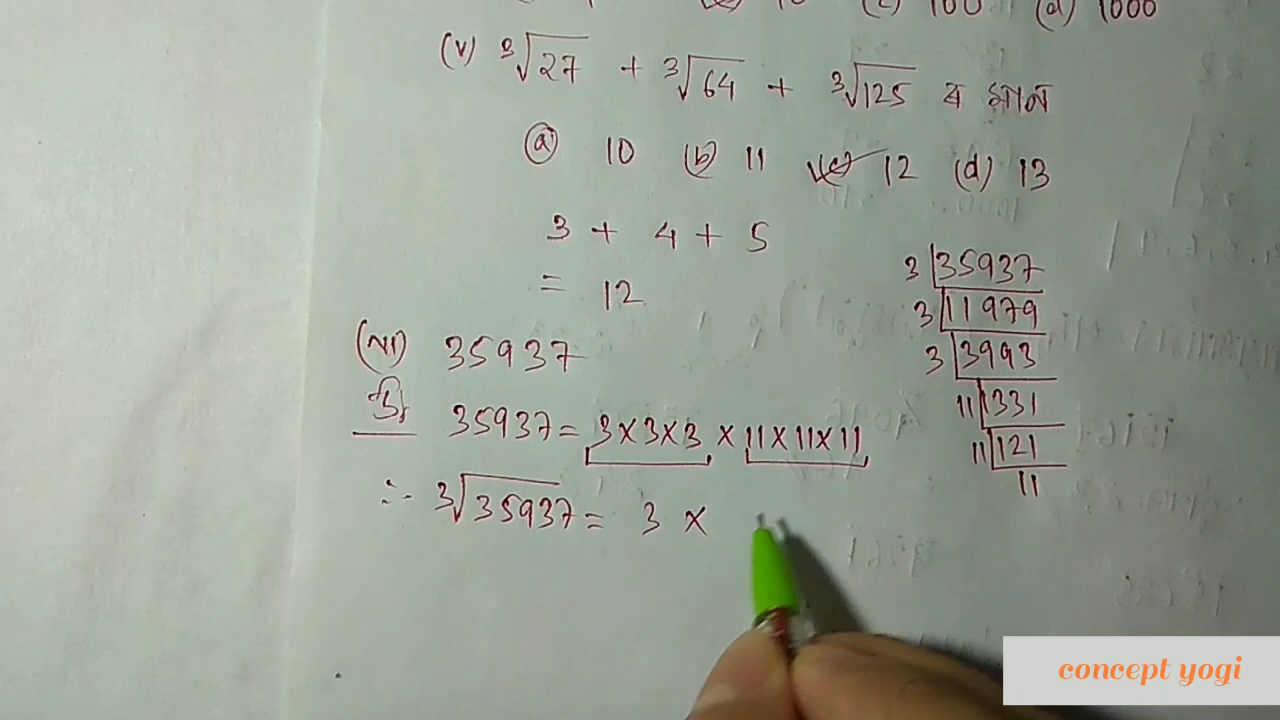 (c) 100 (d) 1000
(v) ³√27 + ³√64 + ³√125 র মান
(a) 10 (b) 11 (c) 12 (d) 13
3 + 4 + 5
= 12
(vi) 35937
উঃ 35937 = 3×3×3 × 11×11×11
∴ ³√35937 = 3 ×
3 | 35937
3 | 11979
3 | 3993
11 | 1331
11 | 121
11
concept yogi